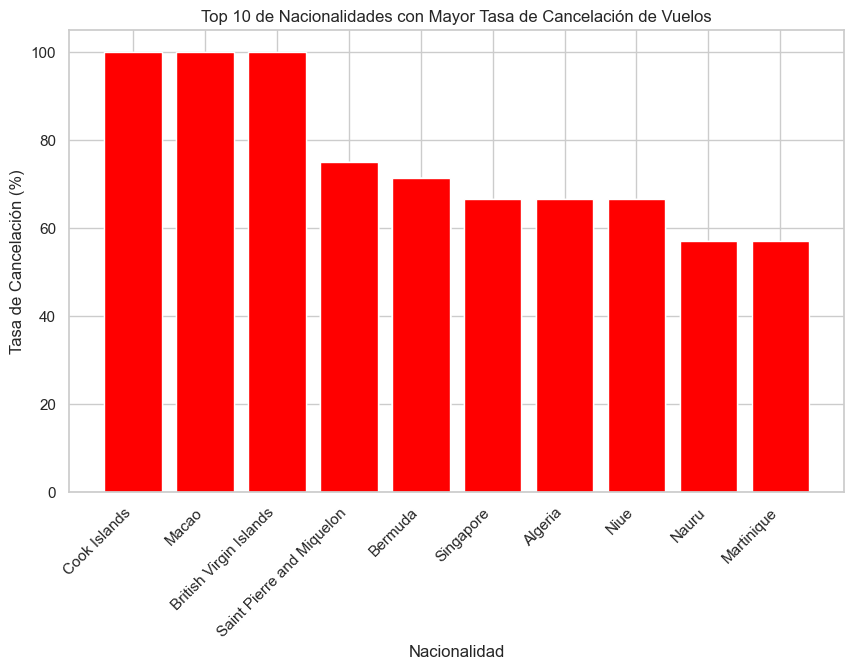 Top 10 de Nacionalidades con Mayor Tasa de Cancelación de Vuelos
Tasa de Cancelación (%)
100
80
60
40
20
0
Cook Islands
Macao
British Virgin Islands
Saint Pierre and Miquelon
Bermuda
Singapore
Algeria
Niue
Nauru
Martinique
Nacionalidad